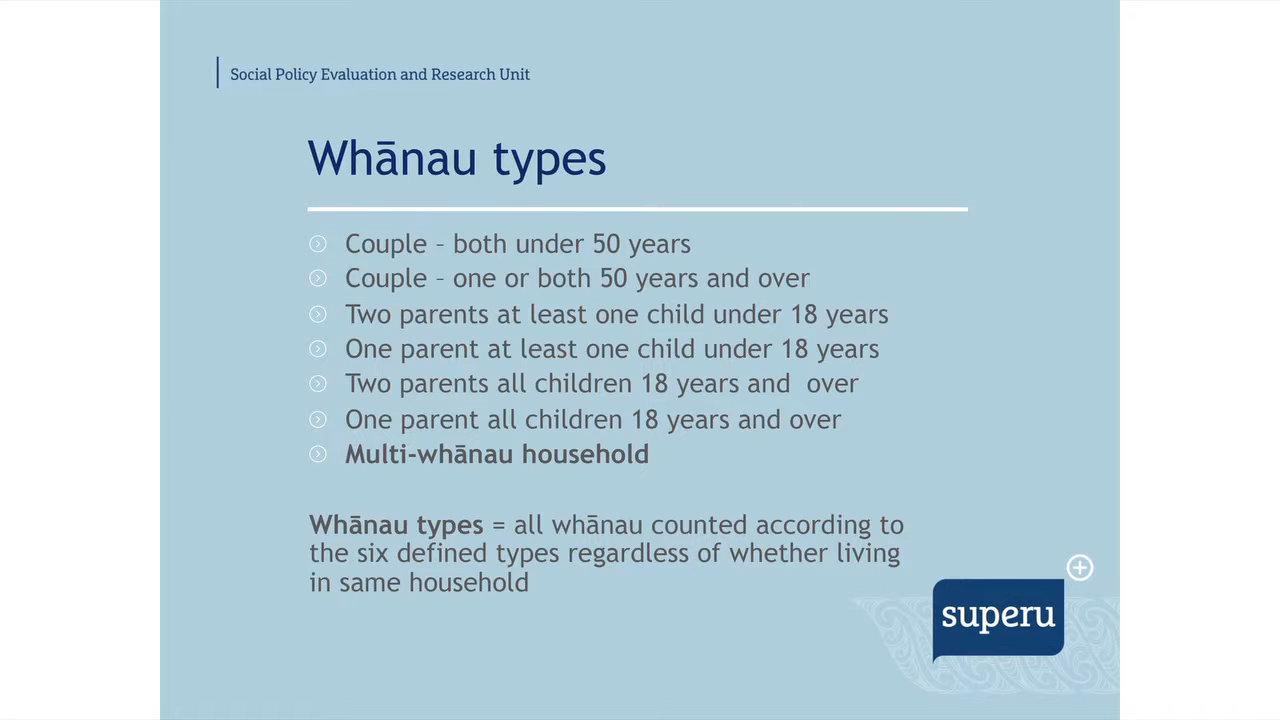 Social Policy Evaluation and Research Unit
Whānau types
Couple – both under 50 years
Couple – one or both 50 years and over
Two parents at least one child under 18 years
One parent at least one child under 18 years
Two parents all children 18 years and  over
One parent all children 18 years and over
Multi-whānau household
Whānau types = all whānau counted according to
the six defined types regardless of whether living
in same household
superu